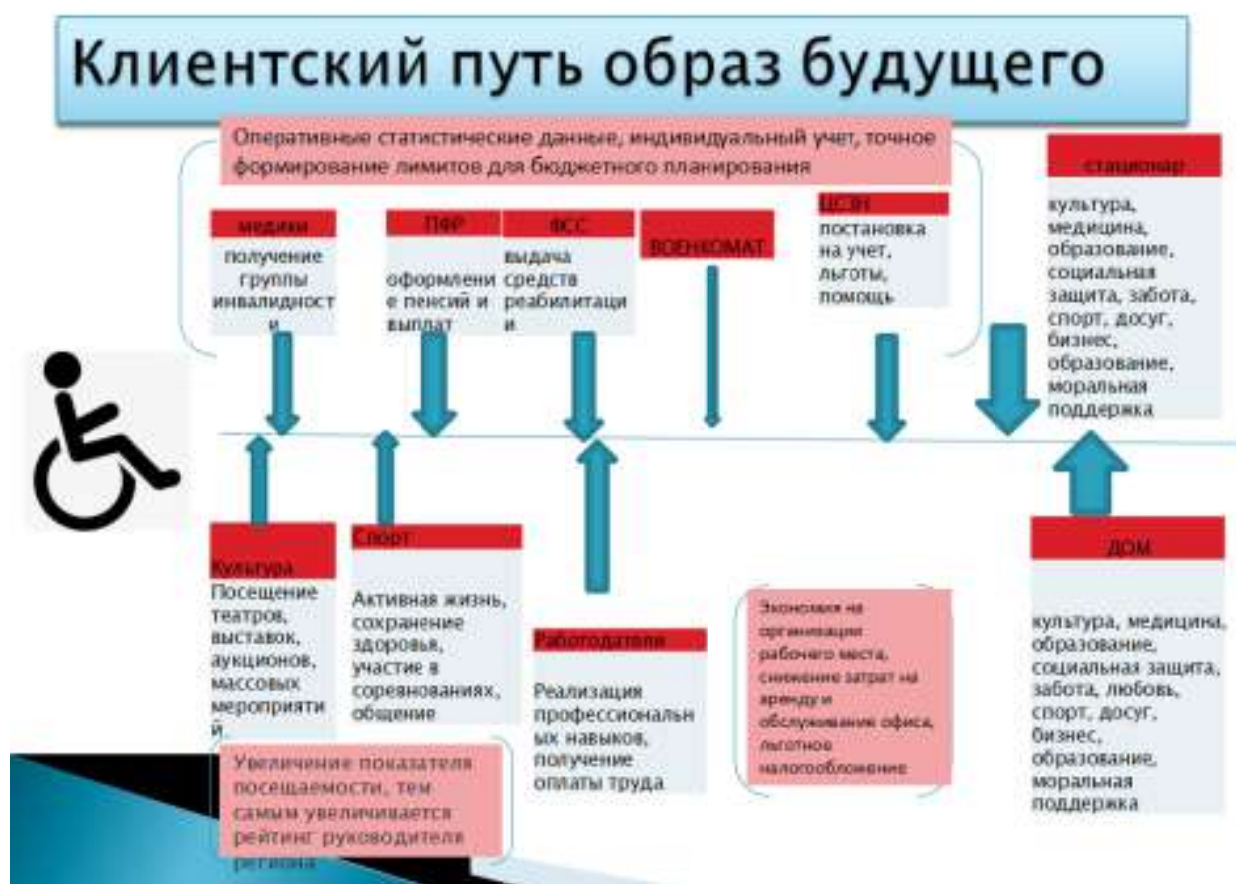 Клиентский путь образ будущего
Оперативные статистические данные, индивидуальный учет, точное
формирование лимитов для бюджетного планирования
медики
получение
группы
инвалидност
и
ПФР
оформлени
е пенсий и
выплат
ФСС
выдача
средств
реабилитаци
и
ВОЕНКОМАТ
ЦСЗН
постановка
на учет,
льготы,
помощь
стационар
культура,
медицина,
образование,
социальная
защита, забота,
спорт, досуг,
бизнес,
образование,
моральная
поддержка
Культура
Посещение
театров,
выставок,
аукционов,
массовых
мероприяти
й.
Спорт
Активная жизнь,
сохранение
здоровья,
участие в
соревнованиях,
общение
Работодатели
Реализация
профессиональн
ых навыков,
получение
оплаты труда
Экономия на
организации
рабочего места,
снижение затрат на
аренду и
обслуживание офиса,
льготное
налогообложение
ДОМ
культура, медицина,
образование,
социальная защита,
забота, любовь,
спорт, досуг,
бизнес,
образование,
моральная
поддержка
Увеличение показателя
посещаемости, тем
самым увеличивается
рейтинг руководителя
региона